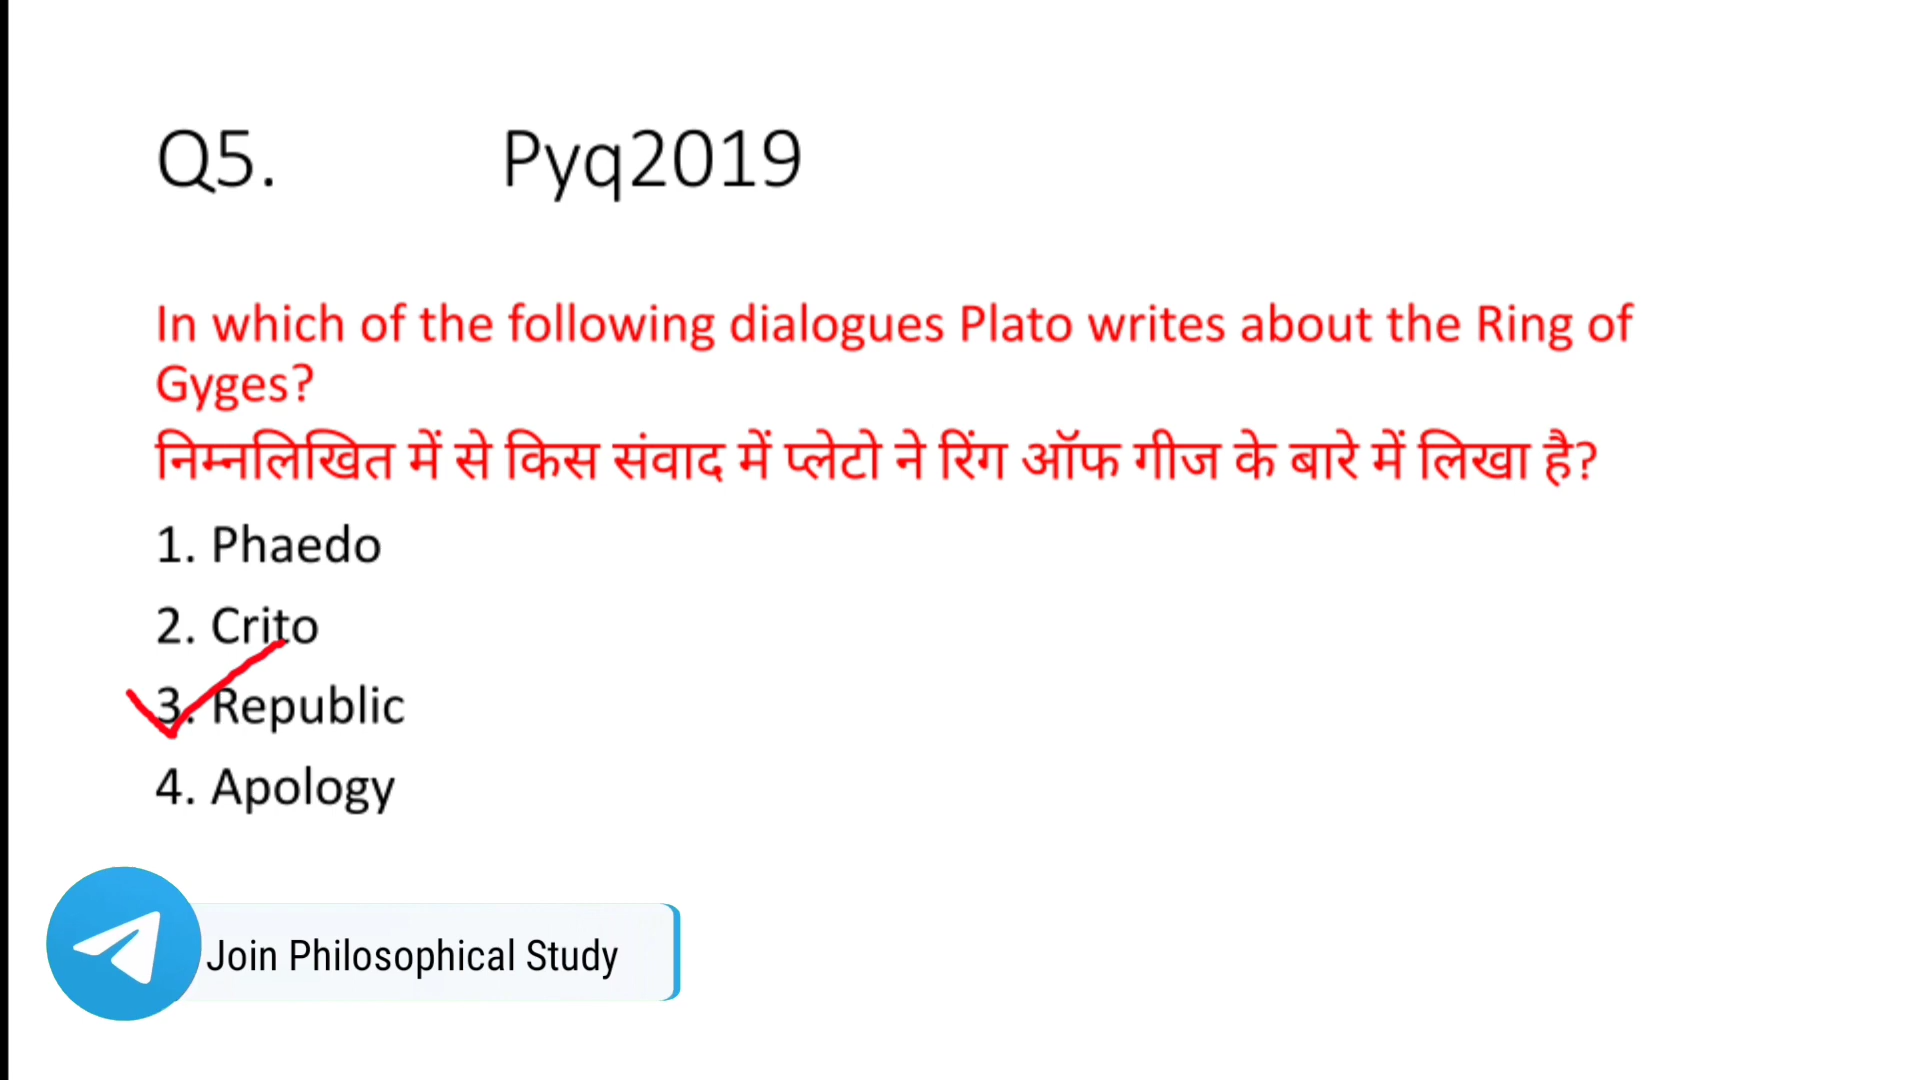 Q5. Pyq2019
In which of the following dialogues Plato writes about the Ring of
Gyges?
निम्नलिखित में से किस संवाद में प्लेटो ने रिंग ऑफ गीज के बारे में लिखा है?
1. Phaedo
2. Crito
3. Republic
4. Apology
Join Philosophical Study